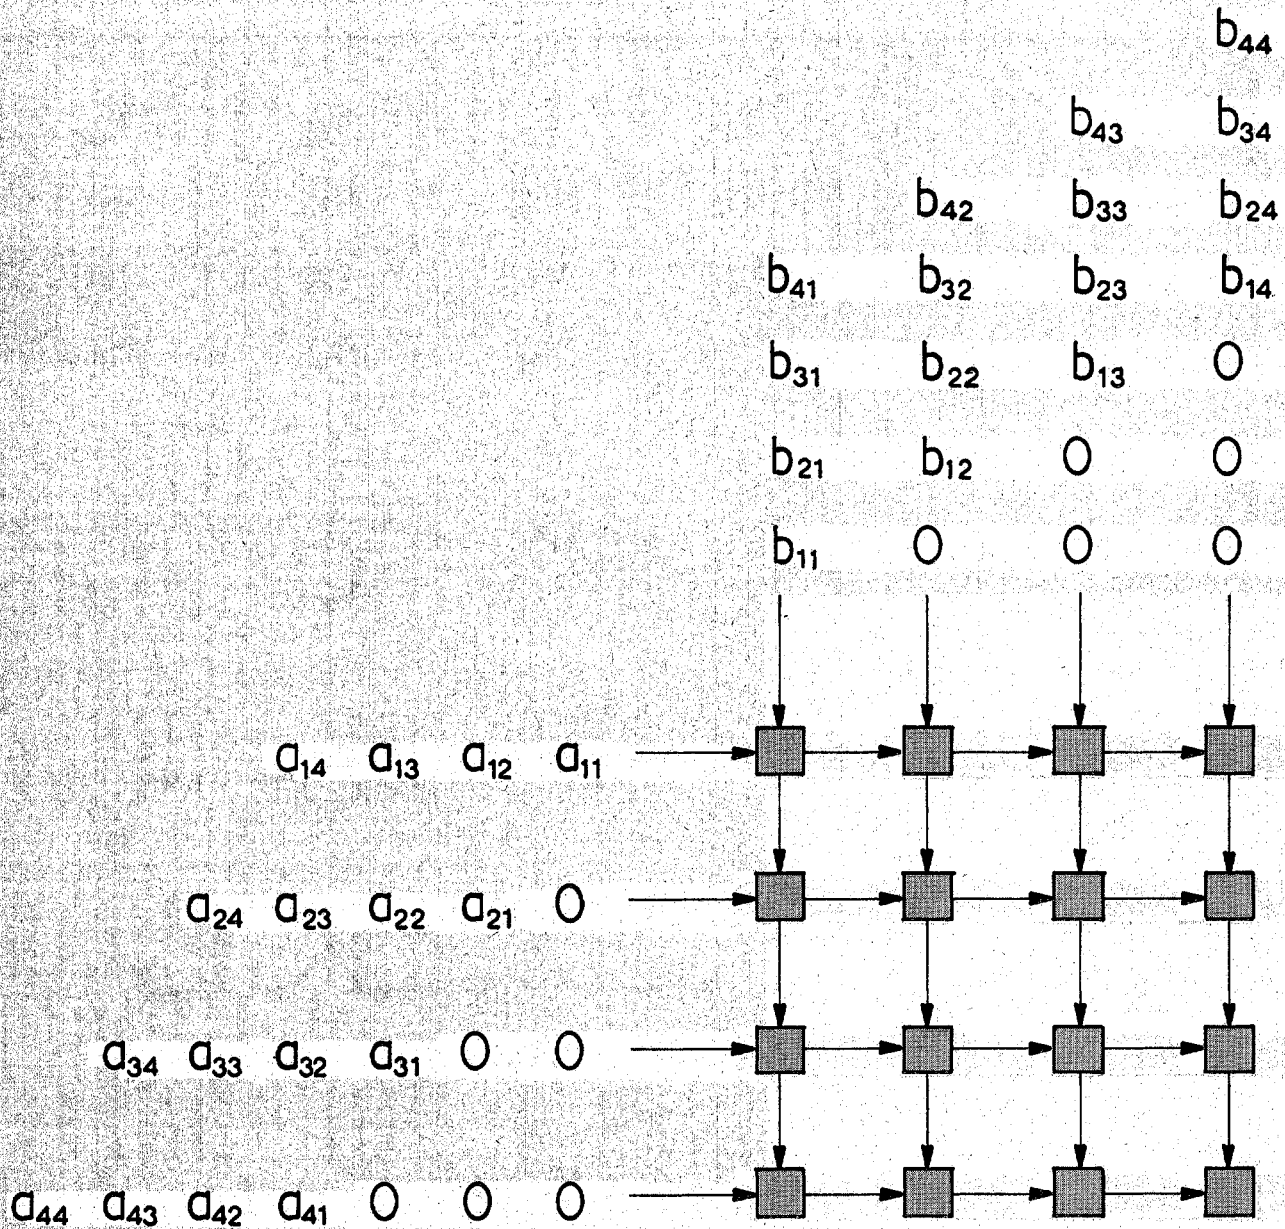 b₄₄
b₄₃ b₃₄
b₄₂ b₃₃ b₂₄
b₄₁ b₃₂ b₂₃ b₁₄
b₃₁ b₂₂ b₁₃ 0
b₂₁ b₁₂ 0 0
b₁₁ 0 0 0
a₁₄ a₁₃ a₁₂ a₁₁
a₂₄ a₂₃ a₂₂ a₂₁ 0
a₃₄ a₃₃ a₃₂ a₃₁ 0 0
a₄₄ a₄₃ a₄₂ a₄₁ 0 0 0